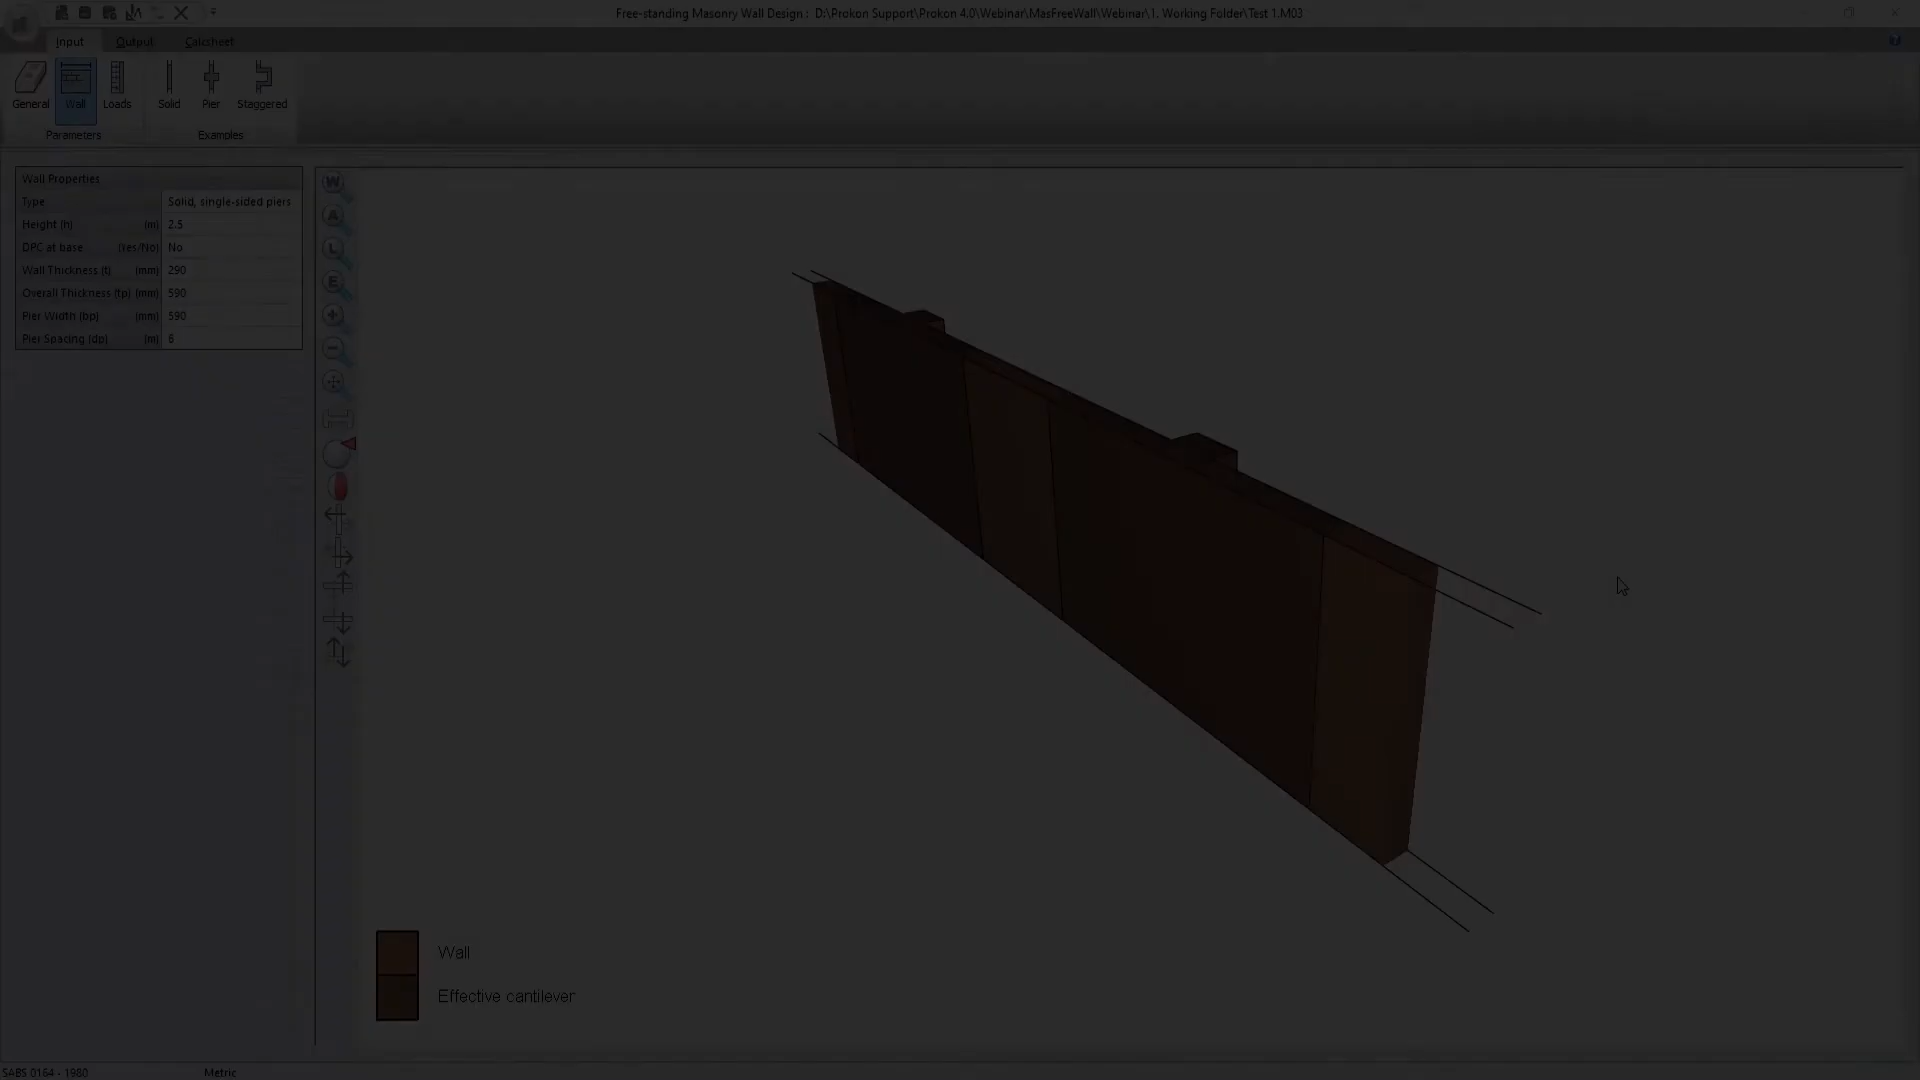 Free-standing Masonry Wall Design : D:\Prokon Support\Prokon 4.0\Webinar\MasFreeWall\Webinar\1. Working Folder\Test 1.M03
Input Output Calcsheet
General Wall Loads Solid Pier Staggered
Parameters Examples
Wall Properties
Type Solid, single-sided piers
Height (h) (m) 2.5
DPC at base (Yes/No) No
Wall Thickness (t) (mm) 290
Overall Thickness (tp) (mm) 590
Pier Width (bp) (mm) 590
Pier Spacing (dp) (m) 6
W
A
L
E
Wall
Effective cantilever
SABS 0164 - 1980 Metric